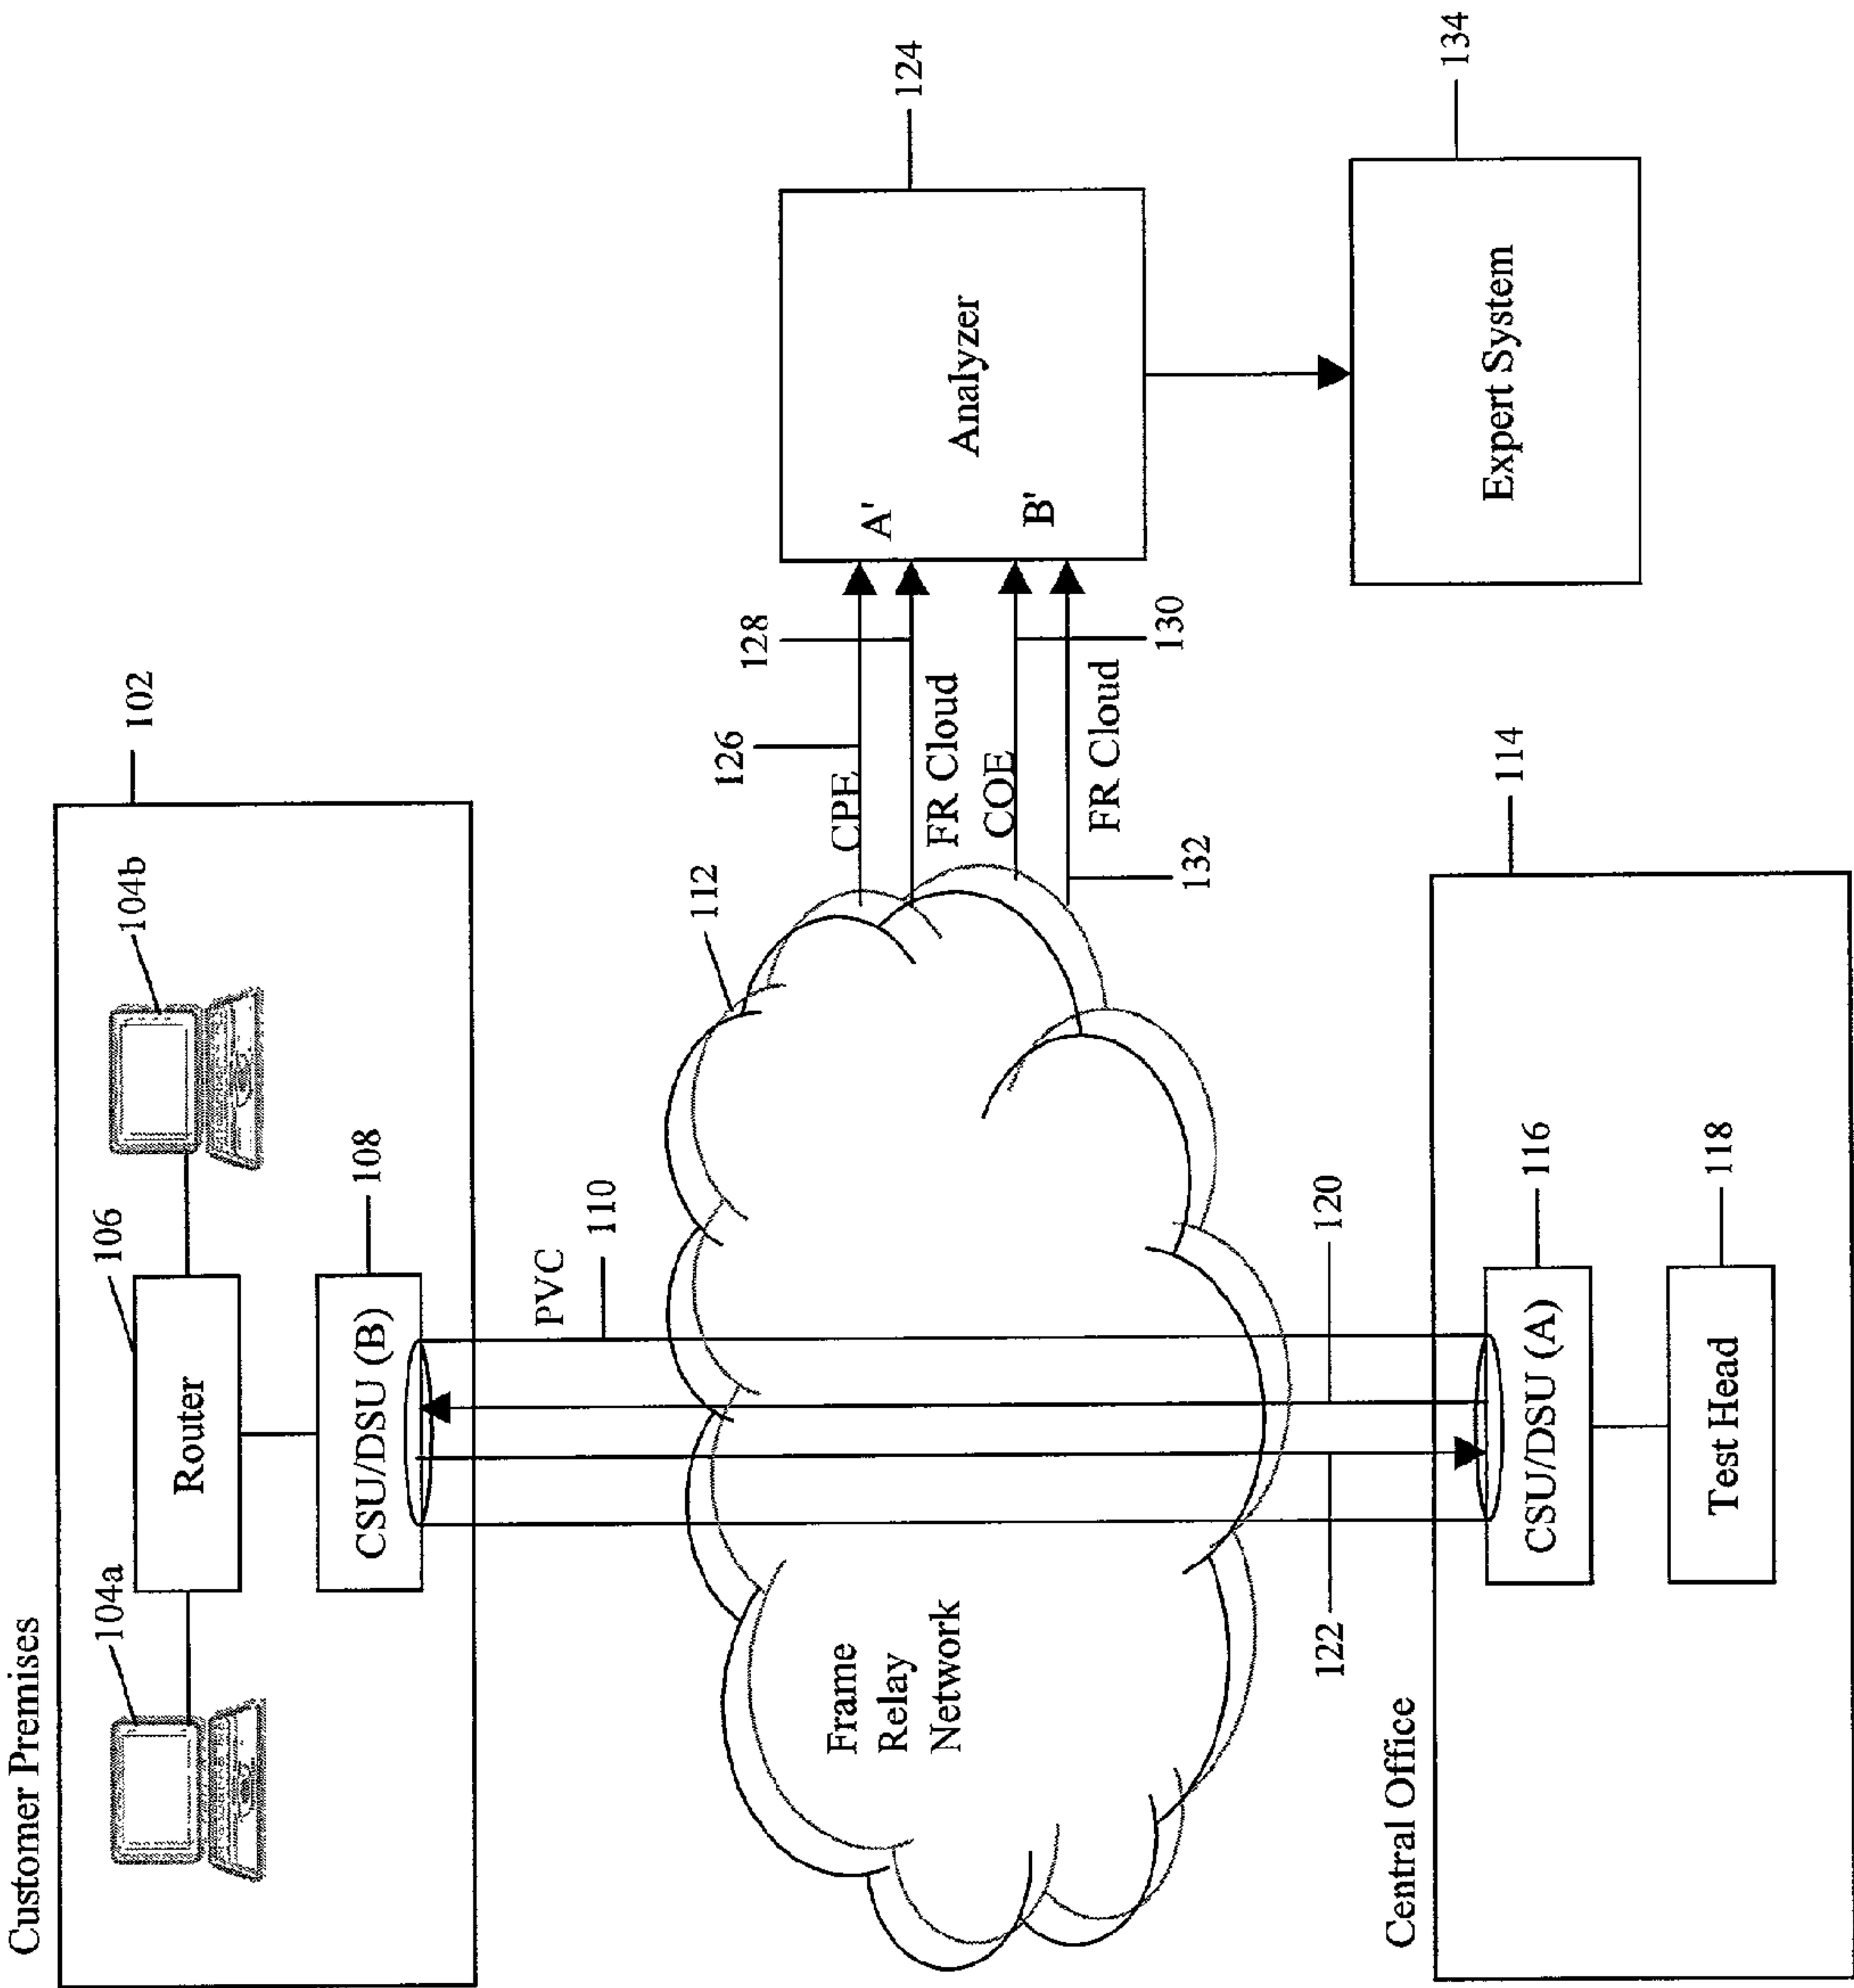 Customer Premises
102
104a
106
104b
Router
CSU/DSU (B)
108
PVC
110
112
Frame
Relay
Network
126
128
CPE
FR Cloud
COE
FR Cloud
130
132
A'
B'
Analyzer
124
Expert System
134
120
122
Central Office
114
CSU/DSU (A)
116
Test Head
118